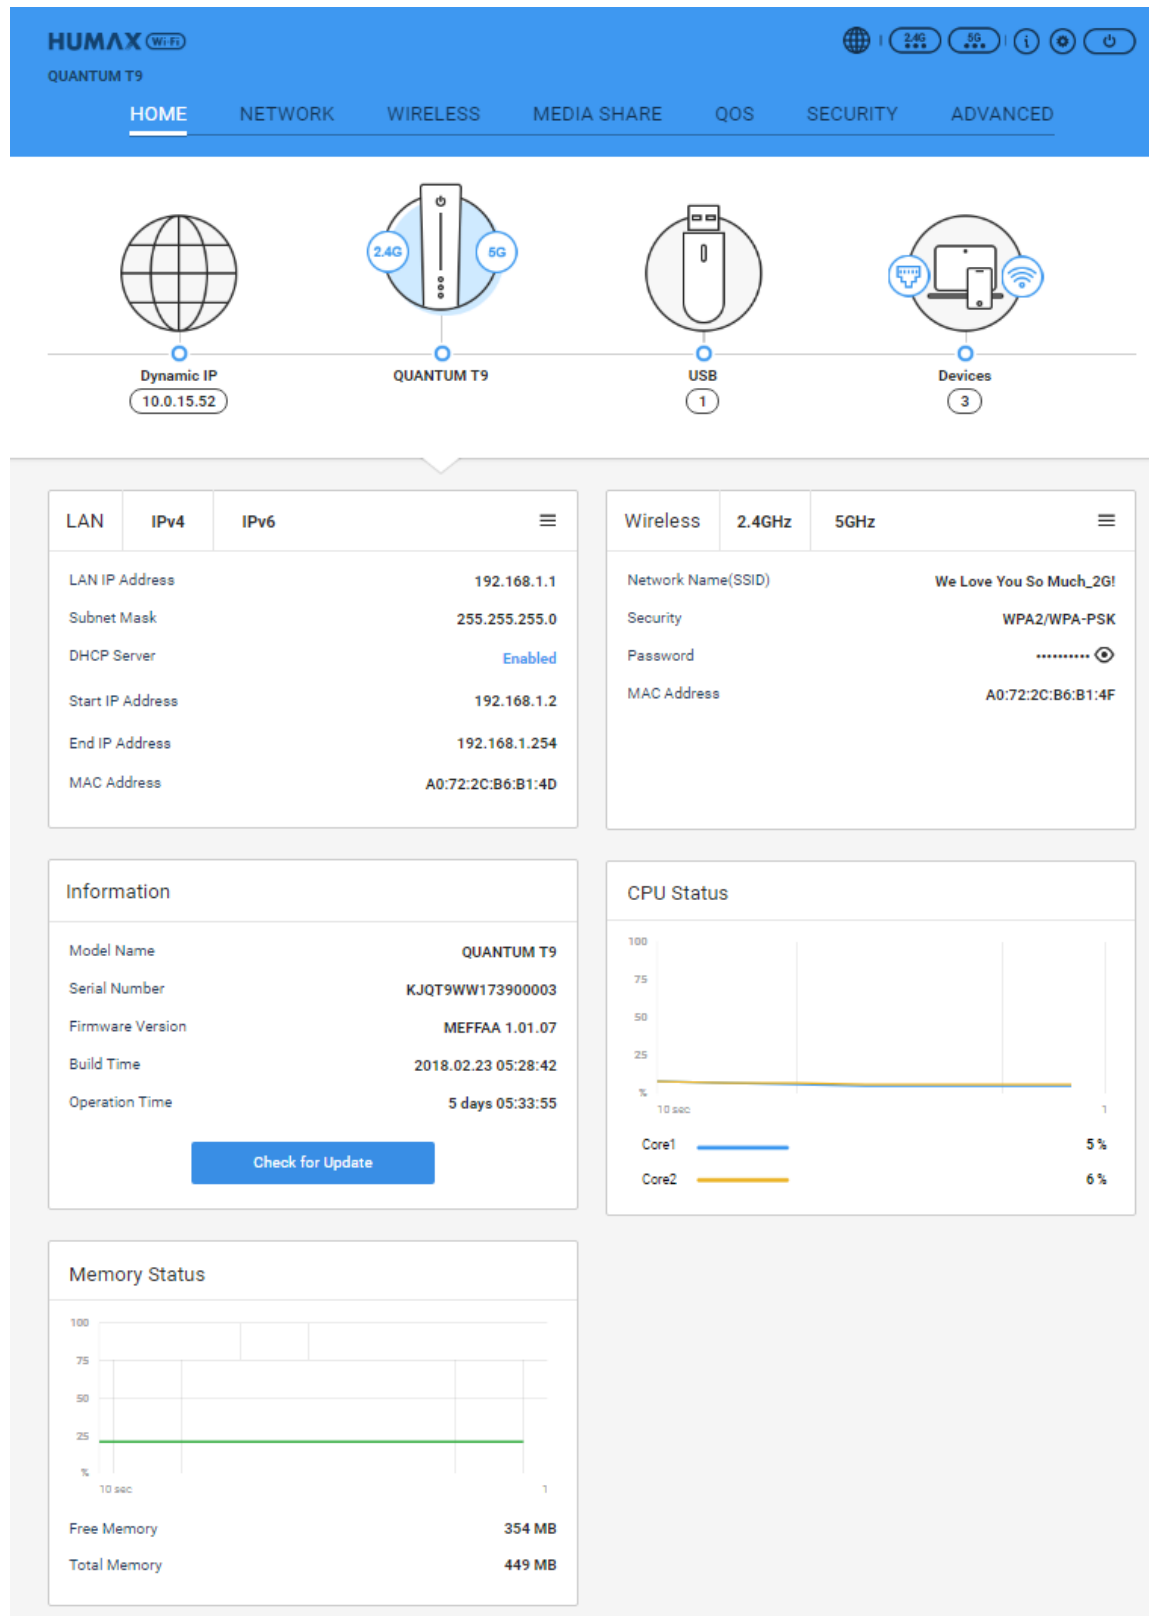 HUMAX Wi-Fi
2.4G 5G i
QUANTUM T9
HOME NETWORK WIRELESS MEDIA SHARE QOS SECURITY ADVANCED
2.4G 5G
Dynamic IP QUANTUM T9 USB Devices
10.0.15.52 1 3
LAN IPv4 IPv6
LAN IP Address 192.168.1.1
Subnet Mask 255.255.255.0
DHCP Server Enabled
Start IP Address 192.168.1.2
End IP Address 192.168.1.254
MAC Address A0:72:2C:B6:B1:4D
Wireless 2.4GHz 5GHz
Network Name(SSID) We Love You So Much_2G!
Security WPA2/WPA-PSK
Password ••••••••••
MAC Address A0:72:2C:B6:B1:4F
Information
Model Name QUANTUM T9
Serial Number KJQT9WW173900003
Firmware Version MEFFAA 1.01.07
Build Time 2018.02.23 05:28:42
Operation Time 5 days 05:33:55
Check for Update
CPU Status
100
75
50
25
%
10 sec 1
Core1 5 %
Core2 6 %
Memory Status
100
75
50
25
%
10 sec 1
Free Memory 354 MB
Total Memory 449 MB